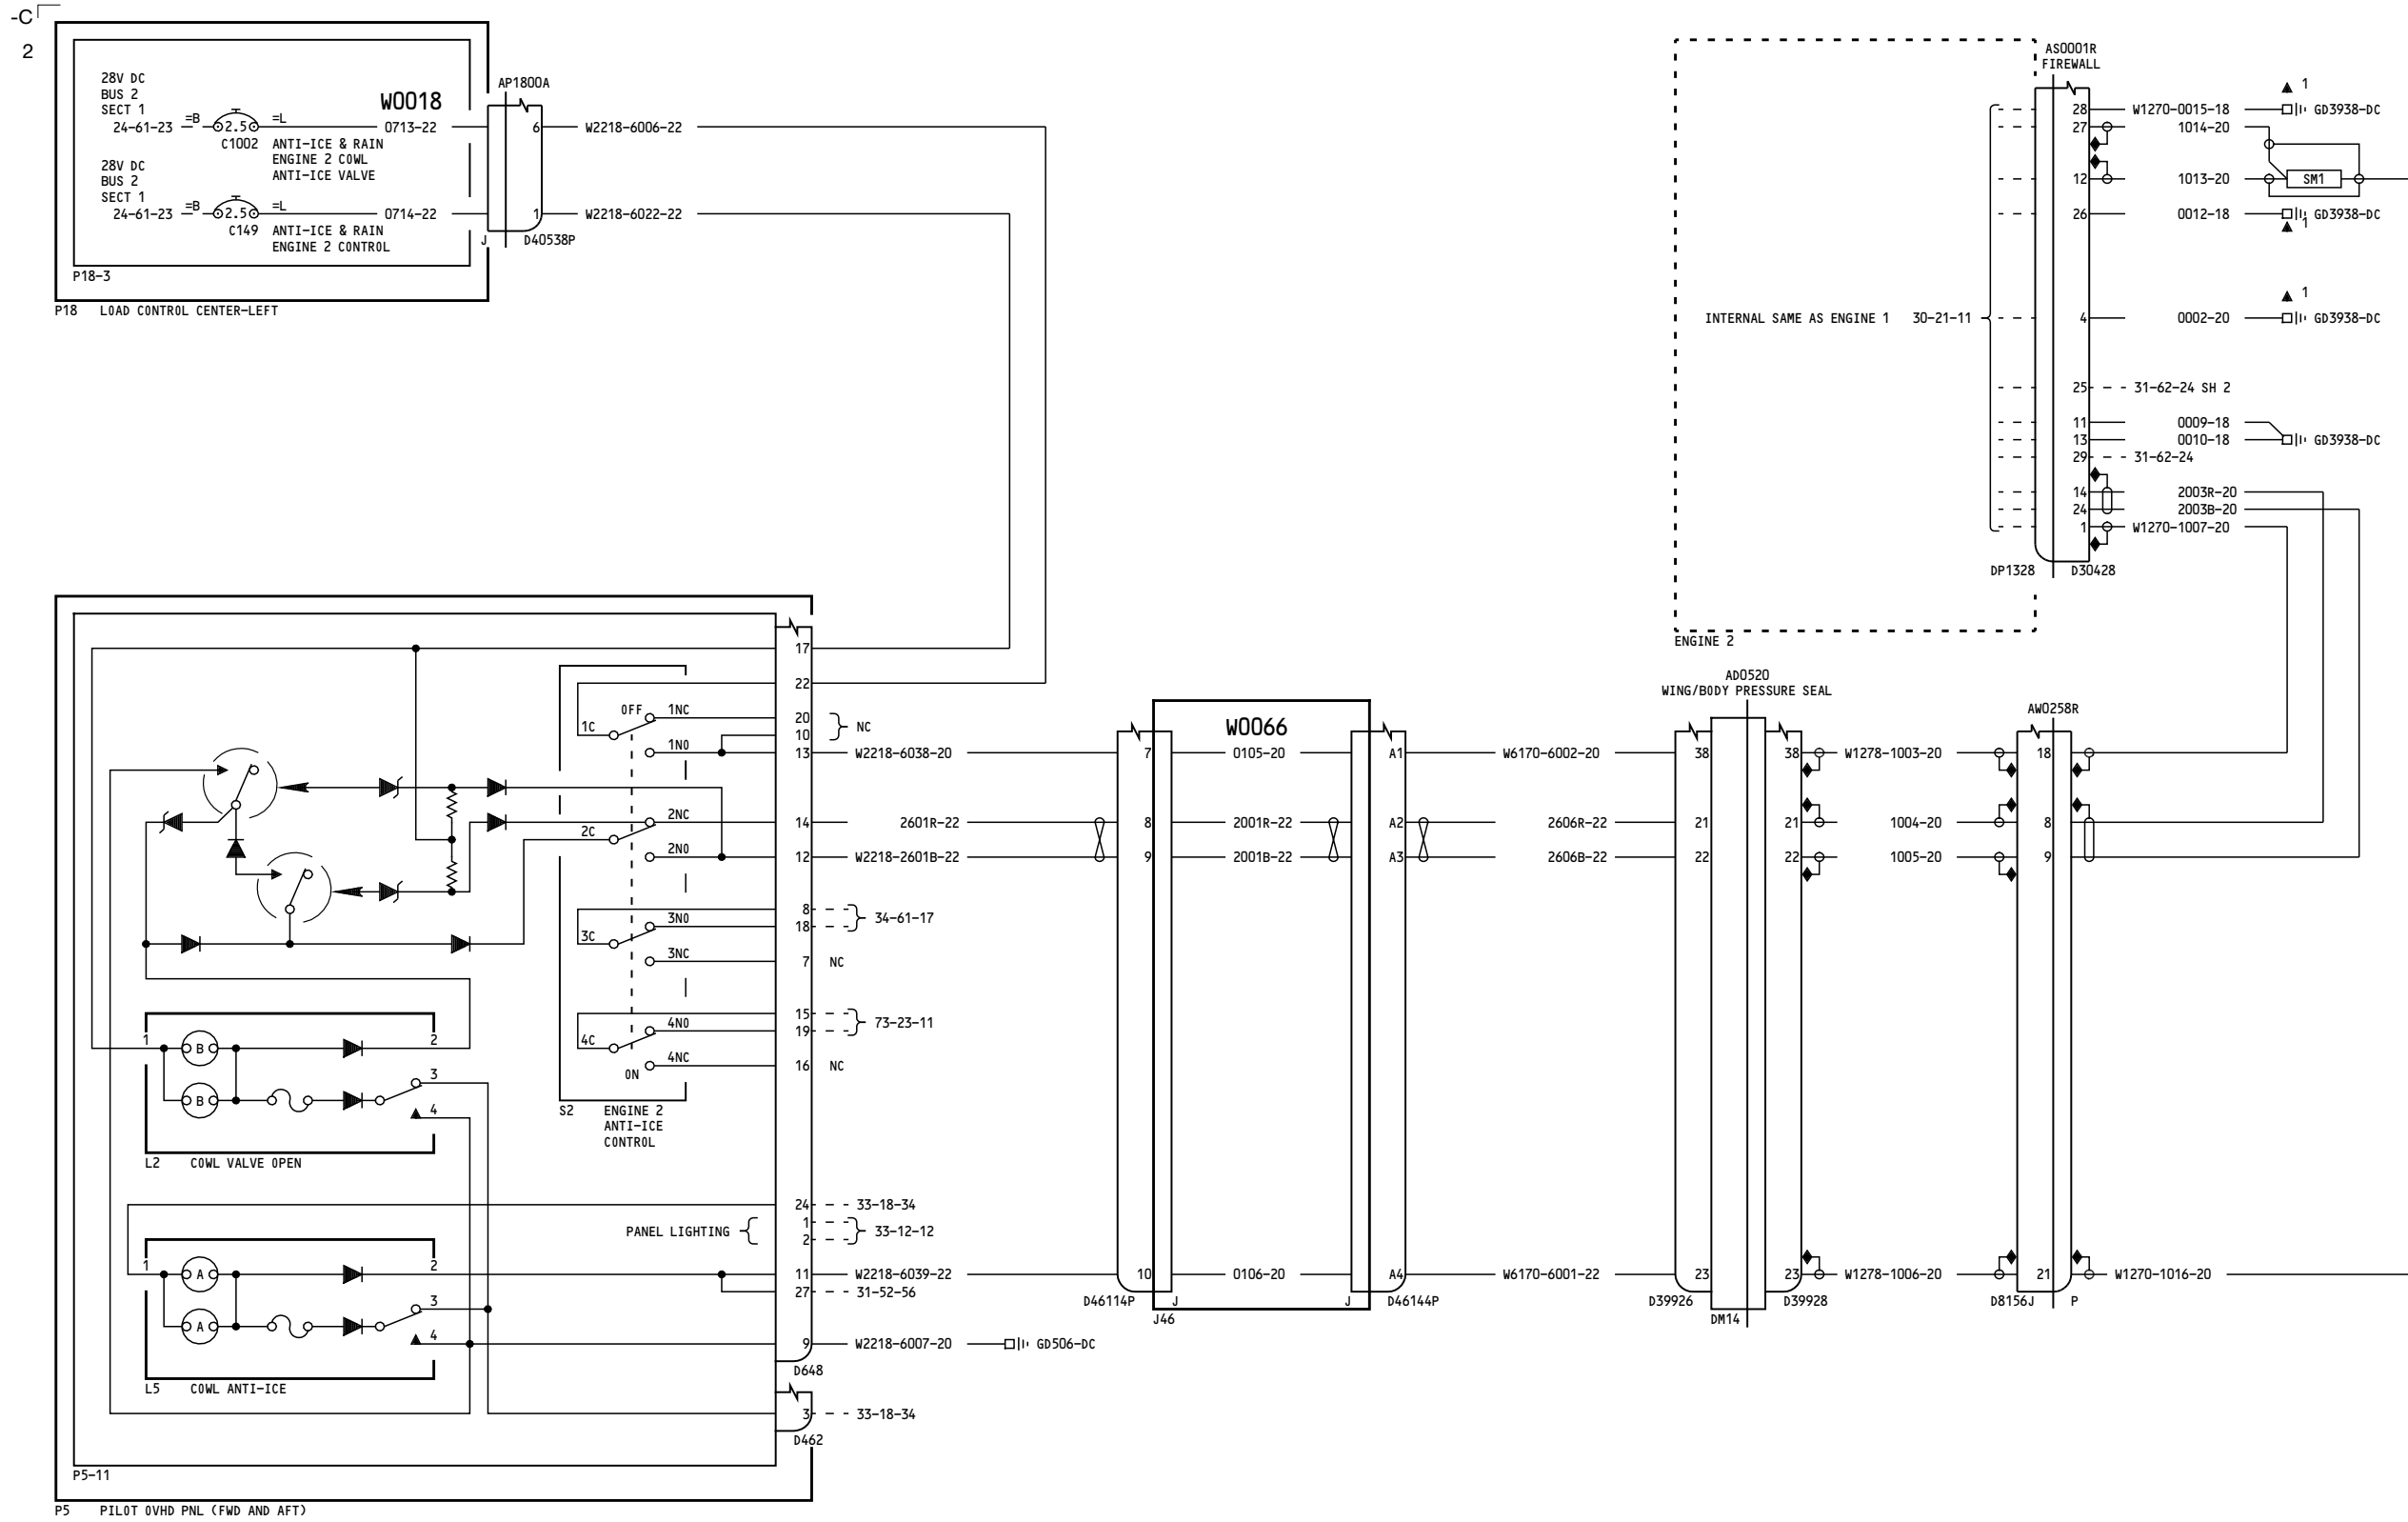 -C
2
28V DC
BUS 2
SECT 1
24-61-23
=B
2.5
=L
C1002
ANTI-ICE & RAIN
ENGINE 2 COWL
ANTI-ICE VALVE
W0018
0713-22
28V DC
BUS 2
SECT 1
24-61-23
=B
2.5
=L
C149
ANTI-ICE & RAIN
ENGINE 2 CONTROL
0714-22
P18-3
P18 LOAD CONTROL CENTER-LEFT
AP1800A
6 W2218-6006-22
1 W2218-6022-22
J D40538P
AS0001R
FIREWALL
28 W1270-0015-18 1 GD3938-DC
27 1014-20
12 1013-20 SM1
26 0012-18 GD3938-DC
1
1
INTERNAL SAME AS ENGINE 1 30-21-11
4 0002-20 GD3938-DC
25 31-62-24 SH 2
11 0009-18
13 0010-18 GD3938-DC
29 31-62-24
14 2003R-20
24 2003B-20
1 W1270-1007-20
DP1328 D30428
ENGINE 2
17
22
OFF 1NC 20
1C 10 NC
1NO 13 W2218-6038-20
2NC 14 2601R-22
2C
2NO 12 W2218-2601B-22
8
3NO 18 34-61-17
3C
3NC 7 NC
15
4NO 19 73-23-11
4C
4NC 16 NC
ON
S2 ENGINE 2
ANTI-ICE
CONTROL
1 B 2
B 3
4
L2 COWL VALVE OPEN
24 33-18-34
PANEL LIGHTING 1
2 33-12-12
1 A 2
A 3
4
L5 COWL ANTI-ICE
11 W2218-6039-22
27 31-52-56
9 W2218-6007-20 GD506-DC
D648
3 33-18-34
D462
P5-11
P5 PILOT OVHD PNL (FWD AND AFT)
W0066
7 0105-20 A1 W6170-6002-20
8 2001R-22 A2 2606R-22
9 2001B-22 A3 2606B-22
10 0106-20 A4 W6170-6001-22
D46114P J J D46144P
J46
AD0520
WING/BODY PRESSURE SEAL
38 38 W1278-1003-20
21 21 1004-20
22 22 1005-20
23 23 W1278-1006-20
D39926 D39928
DM14
AW0258R
18
8
9
21 W1270-1016-20
D8156J P